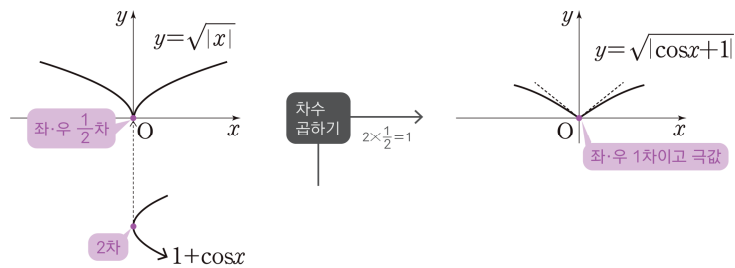 y
y=√|x|
좌·우 1/2차
O
x
2차
1+cosx
차수
곱하기
2×1/2=1
y
y=√|cosx+1|
O
x
좌·우 1차이고 극값